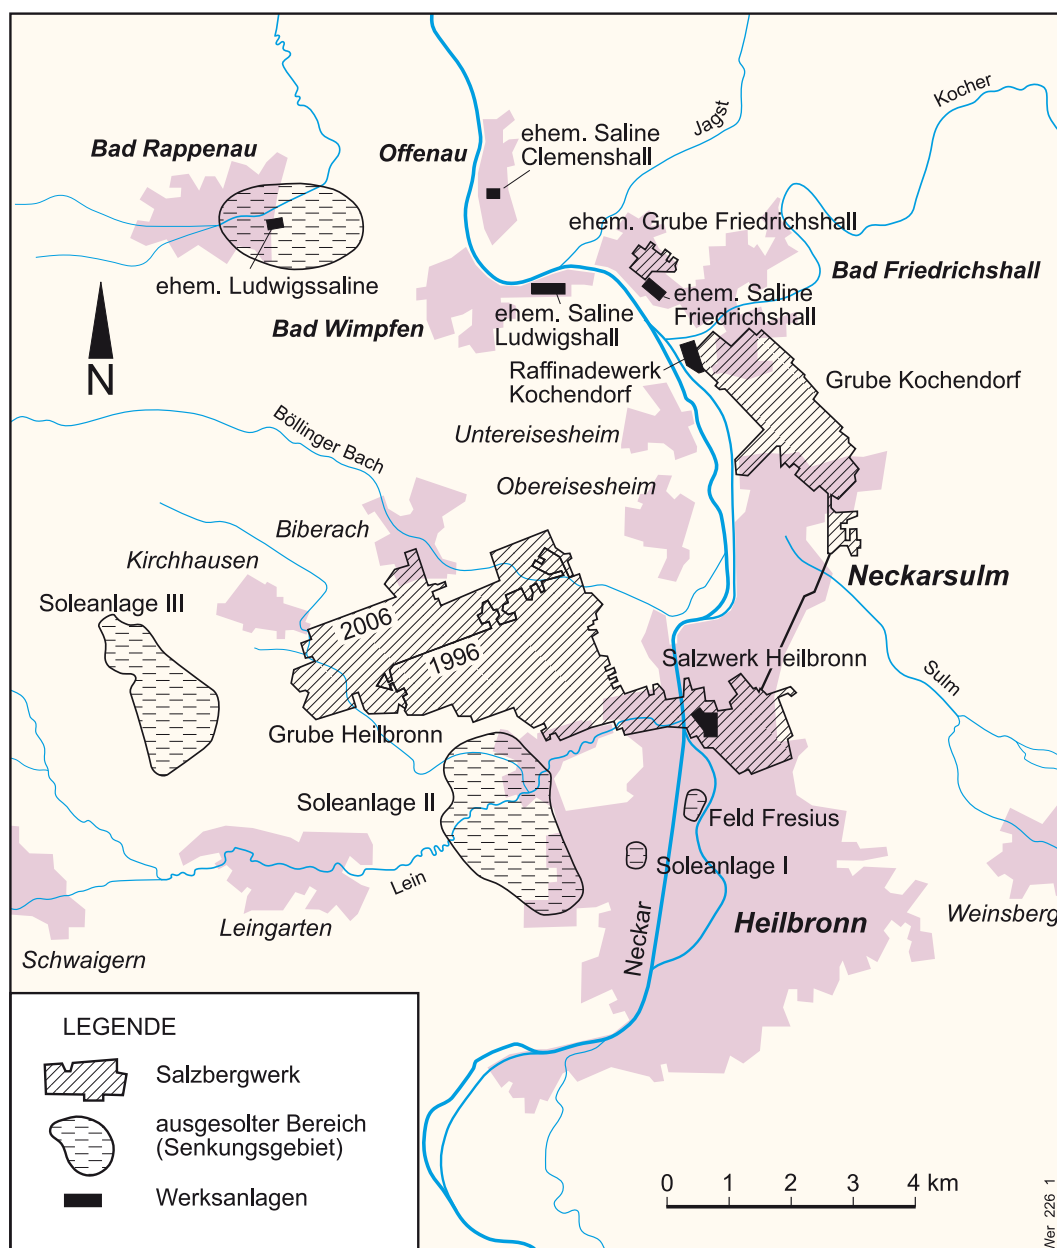 Kocher
Jagst
ehem. Saline
Clemenshall
Offenau
Bad Rappenau
ehem. Grube Friedrichshall
Bad Friedrichshall
ehem. Ludwigssaline
ehem. Saline
Friedrichshall
ehem. Saline
Ludwigshall
Bad Wimpfen
N
Raffinadewerk
Kochendorf
Grube Kochendorf
Böllinger Bach
Untereisesheim
Obereisesheim
Biberach
Kirchhausen
Neckarsulm
Soleanlage III
2006
1996
Salzwerk Heilbronn
Sulm
Grube Heilbronn
Soleanlage II
Feld Fresius
Soleanlage I
Lein
Leingarten
Neckar
Heilbronn
Weinsberg
Schwaigern
LEGENDE
Salzbergwerk
ausgesolter Bereich
(Senkungsgebiet)
Werksanlagen
0 1 2 3 4 km
Wer 226 1